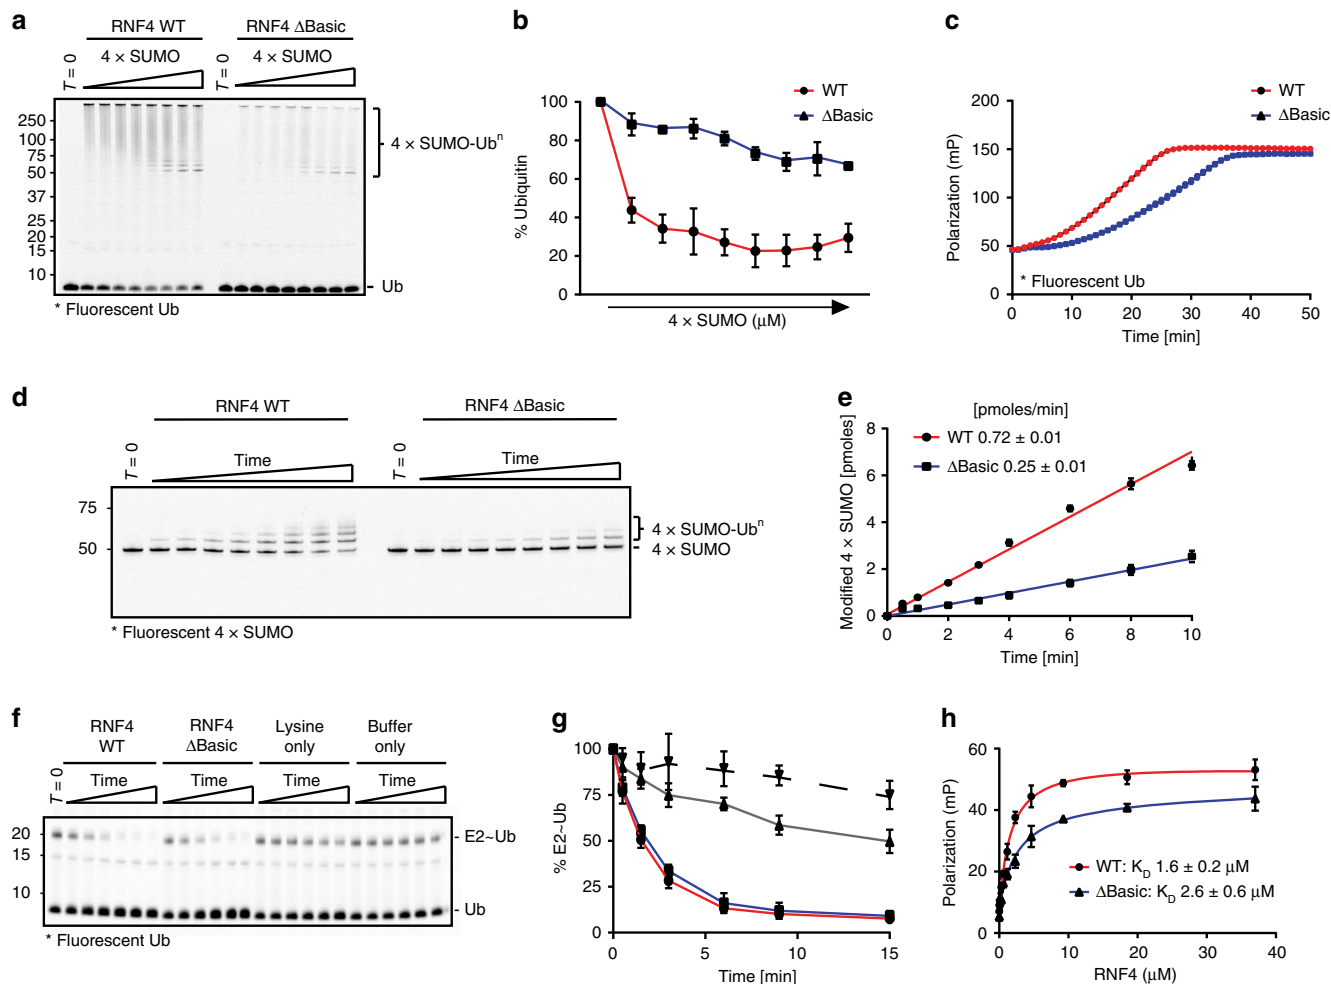 a
RNF4 WT
RNF4 ΔBasic
T = 0
4 × SUMO
T = 0
4 × SUMO
250
100
75
50
37
25
20
15
10
4 × SUMO-Ubⁿ
Ub
* Fluorescent Ub
b
WT
ΔBasic
% Ubiquitin
100
80
60
40
20
0
4 × SUMO (μM)
c
WT
ΔBasic
Polarization (mP)
200
150
100
50
0
* Fluorescent Ub
0 10 20 30 40 50
Time [min]
d
RNF4 WT
RNF4 ΔBasic
T = 0
Time
T = 0
Time
75
50
4 × SUMO-Ubⁿ
4 × SUMO
* Fluorescent 4 × SUMO
e
[pmoles/min]
WT 0.72 ± 0.01
ΔBasic 0.25 ± 0.01
Modified 4 × SUMO [pmoles]
8
6
4
2
0
0 2 4 6 8 10
Time [min]
f
RNF4 WT
RNF4 ΔBasic
Lysine only
Buffer only
T = 0
Time
Time
Time
Time
20
15
10
E2~Ub
Ub
* Fluorescent Ub
g
% E2~Ub
100
75
50
25
0
0 5 10 15
Time [min]
h
Polarization (mP)
60
40
20
0
WT: K_D 1.6 ± 0.2 μM
ΔBasic: K_D 2.6 ± 0.6 μM
0 10 20 30 40
RNF4 (μM)